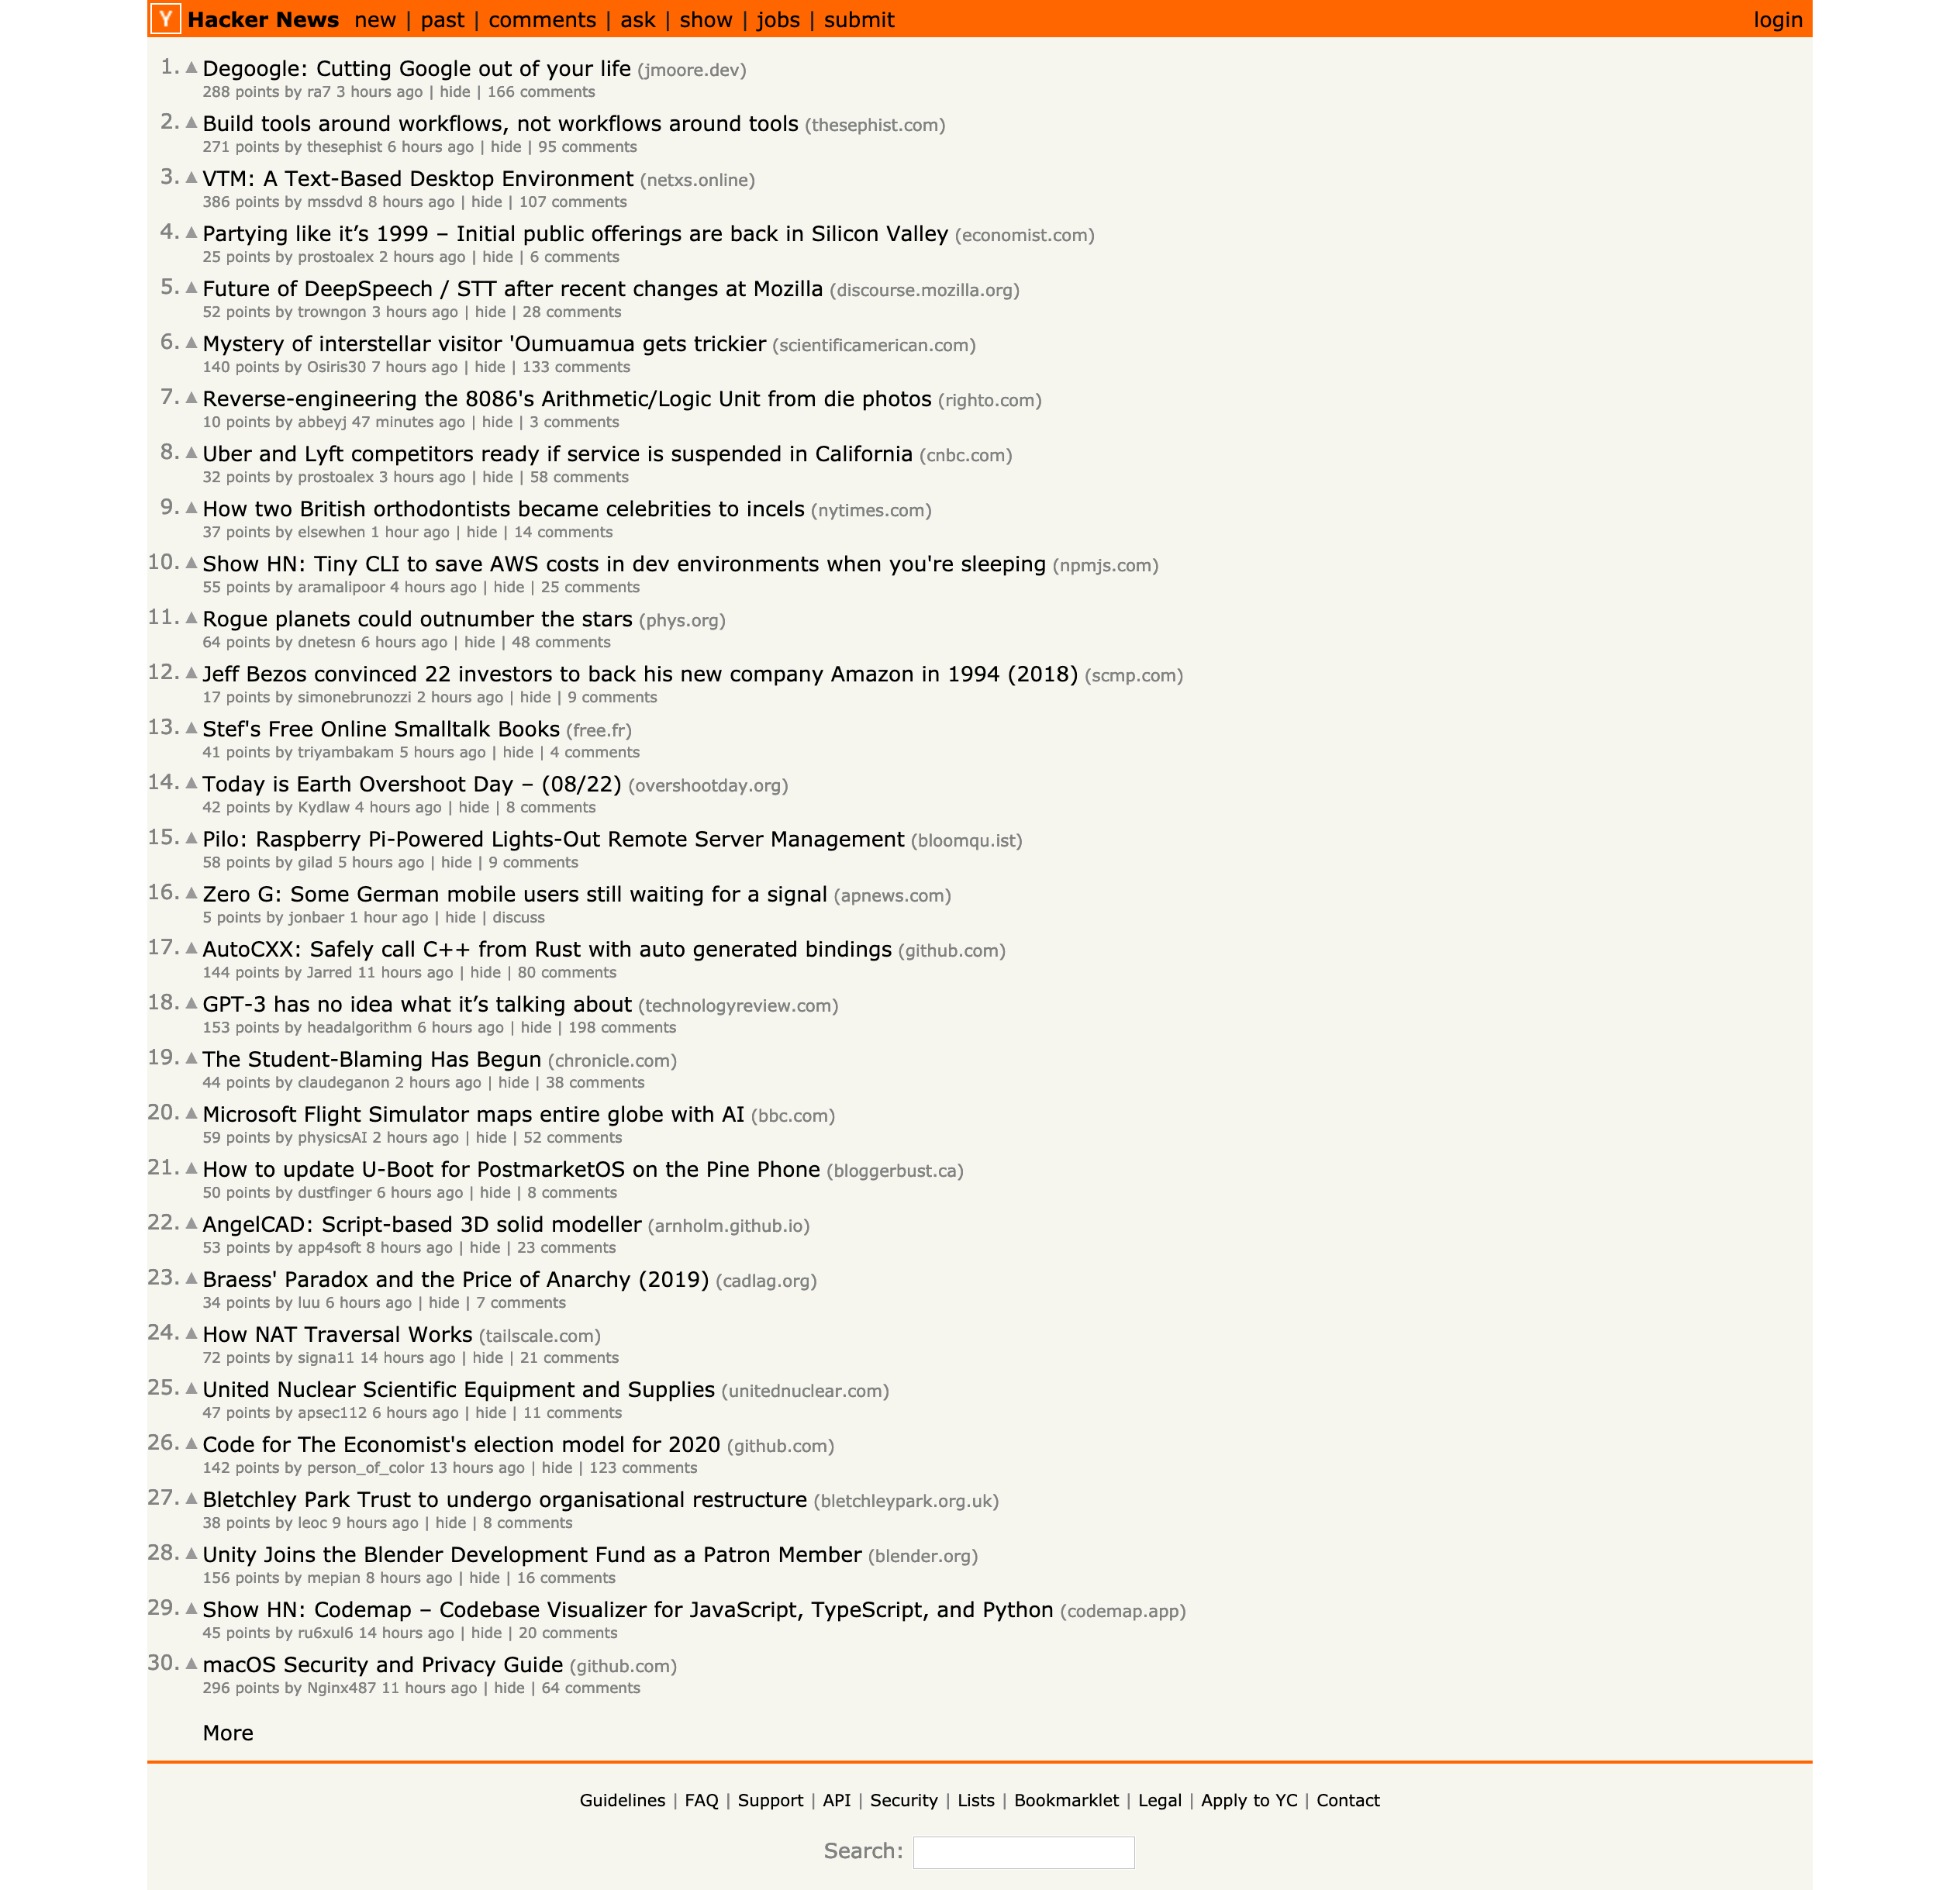 Y Hacker News new | past | comments | ask | show | jobs | submit login
1. ▲ Degoogle: Cutting Google out of your life (jmoore.dev)
288 points by ra7 3 hours ago | hide | 166 comments
2. ▲ Build tools around workflows, not workflows around tools (thesephist.com)
271 points by thesephist 6 hours ago | hide | 95 comments
3. ▲ VTM: A Text-Based Desktop Environment (netxs.online)
386 points by mssdvd 8 hours ago | hide | 107 comments
4. ▲ Partying like it’s 1999 – Initial public offerings are back in Silicon Valley (economist.com)
25 points by prostoalex 2 hours ago | hide | 6 comments
5. ▲ Future of DeepSpeech / STT after recent changes at Mozilla (discourse.mozilla.org)
52 points by trowngon 3 hours ago | hide | 28 comments
6. ▲ Mystery of interstellar visitor 'Oumuamua gets trickier (scientificamerican.com)
140 points by Osiris30 7 hours ago | hide | 133 comments
7. ▲ Reverse-engineering the 8086's Arithmetic/Logic Unit from die photos (righto.com)
10 points by abbeyj 47 minutes ago | hide | 3 comments
8. ▲ Uber and Lyft competitors ready if service is suspended in California (cnbc.com)
32 points by prostoalex 3 hours ago | hide | 58 comments
9. ▲ How two British orthodontists became celebrities to incels (nytimes.com)
37 points by elsewhen 1 hour ago | hide | 14 comments
10. ▲ Show HN: Tiny CLI to save AWS costs in dev environments when you're sleeping (npmjs.com)
55 points by aramalipoor 4 hours ago | hide | 25 comments
11. ▲ Rogue planets could outnumber the stars (phys.org)
64 points by dnetesn 6 hours ago | hide | 48 comments
12. ▲ Jeff Bezos convinced 22 investors to back his new company Amazon in 1994 (2018) (scmp.com)
17 points by simonebrunozzi 2 hours ago | hide | 9 comments
13. ▲ Stef's Free Online Smalltalk Books (free.fr)
41 points by triyambakam 5 hours ago | hide | 4 comments
14. ▲ Today is Earth Overshoot Day – (08/22) (overshootday.org)
42 points by Kydlaw 4 hours ago | hide | 8 comments
15. ▲ Pilo: Raspberry Pi-Powered Lights-Out Remote Server Management (bloomqu.ist)
58 points by gilad 5 hours ago | hide | 9 comments
16. ▲ Zero G: Some German mobile users still waiting for a signal (apnews.com)
5 points by jonbaer 1 hour ago | hide | discuss
17. ▲ AutoCXX: Safely call C++ from Rust with auto generated bindings (github.com)
144 points by Jarred 11 hours ago | hide | 80 comments
18. ▲ GPT-3 has no idea what it’s talking about (technologyreview.com)
153 points by headalgorithm 6 hours ago | hide | 198 comments
19. ▲ The Student-Blaming Has Begun (chronicle.com)
44 points by claudeganon 2 hours ago | hide | 38 comments
20. ▲ Microsoft Flight Simulator maps entire globe with AI (bbc.com)
59 points by physicsAI 2 hours ago | hide | 52 comments
21. ▲ How to update U-Boot for PostmarketOS on the Pine Phone (bloggerbust.ca)
50 points by dustfinger 6 hours ago | hide | 8 comments
22. ▲ AngelCAD: Script-based 3D solid modeller (arnholm.github.io)
53 points by app4soft 8 hours ago | hide | 23 comments
23. ▲ Braess' Paradox and the Price of Anarchy (2019) (cadlag.org)
34 points by luu 6 hours ago | hide | 7 comments
24. ▲ How NAT Traversal Works (tailscale.com)
72 points by signa11 14 hours ago | hide | 21 comments
25. ▲ United Nuclear Scientific Equipment and Supplies (unitednuclear.com)
47 points by apsec112 6 hours ago | hide | 11 comments
26. ▲ Code for The Economist's election model for 2020 (github.com)
142 points by person_of_color 13 hours ago | hide | 123 comments
27. ▲ Bletchley Park Trust to undergo organisational restructure (bletchleypark.org.uk)
38 points by leoc 9 hours ago | hide | 8 comments
28. ▲ Unity Joins the Blender Development Fund as a Patron Member (blender.org)
156 points by mepian 8 hours ago | hide | 16 comments
29. ▲ Show HN: Codemap – Codebase Visualizer for JavaScript, TypeScript, and Python (codemap.app)
45 points by ru6xul6 14 hours ago | hide | 20 comments
30. ▲ macOS Security and Privacy Guide (github.com)
296 points by Nginx487 11 hours ago | hide | 64 comments
More
Guidelines | FAQ | Support | API | Security | Lists | Bookmarklet | Legal | Apply to YC | Contact
Search: